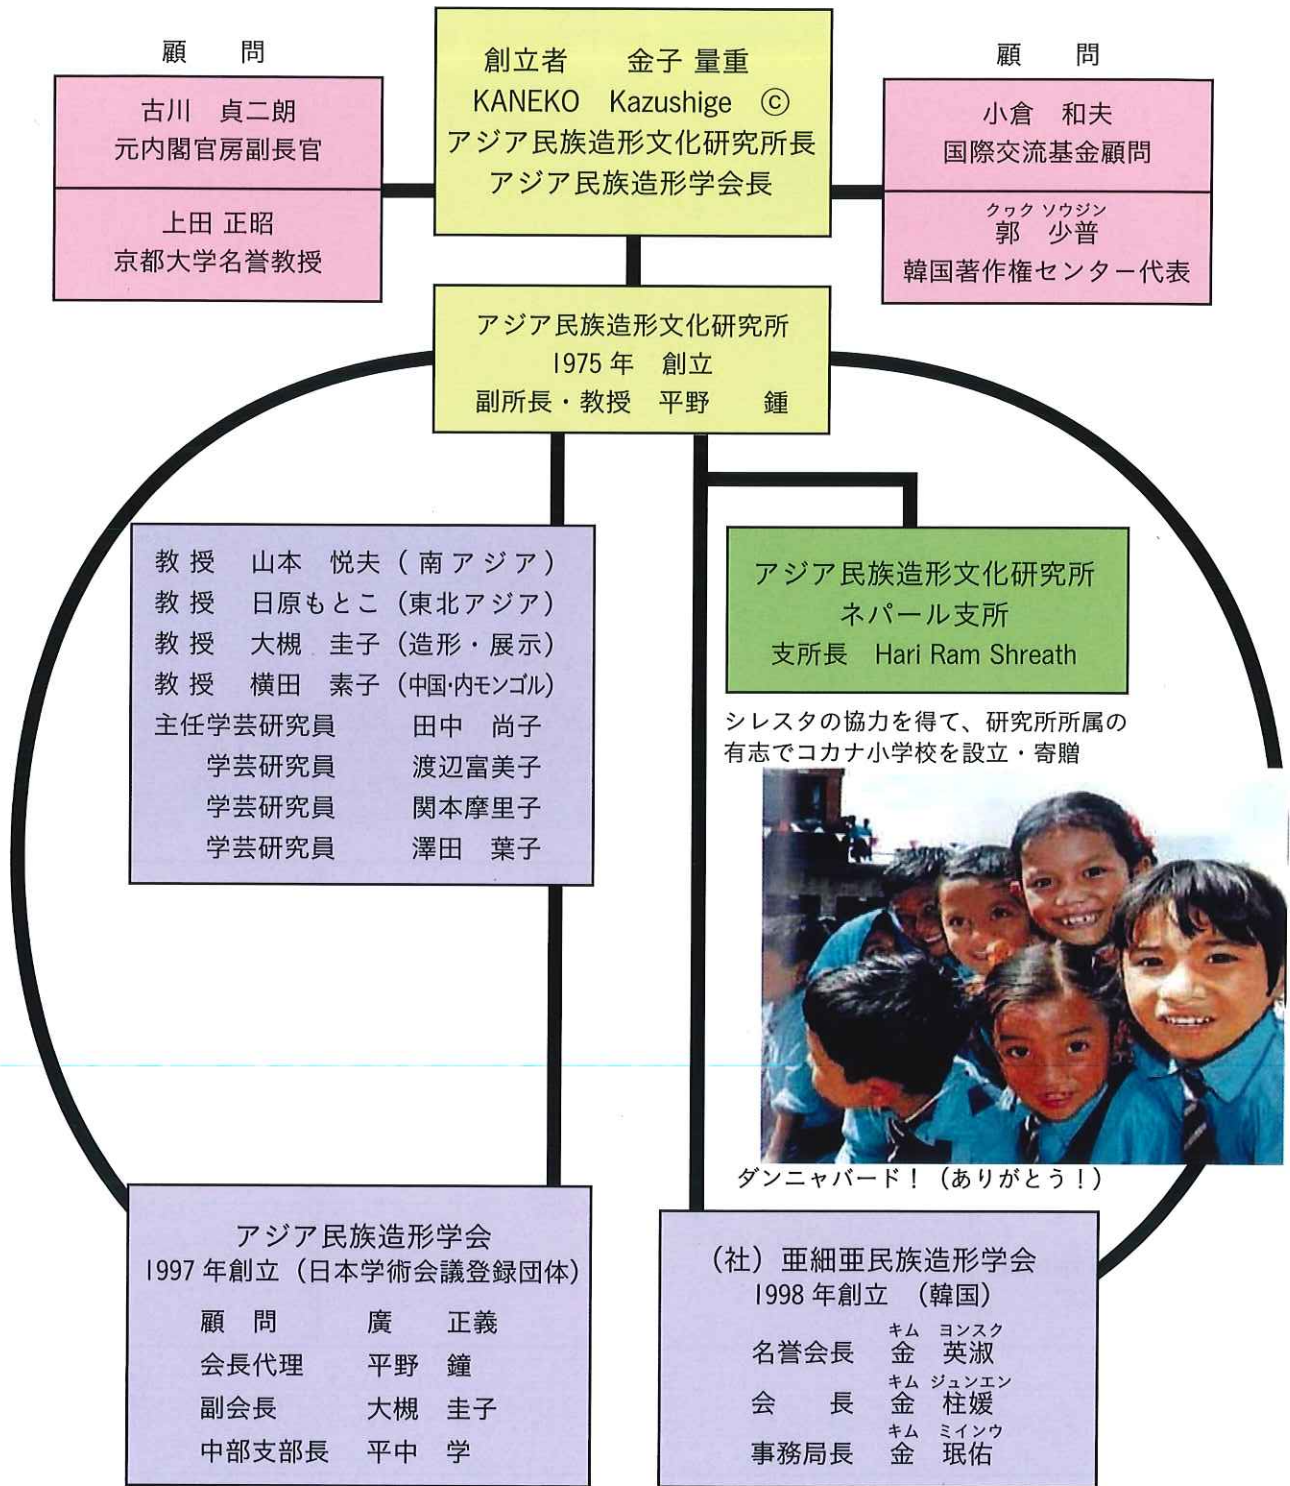 顧　問
古川　貞二朗
元内閣官房副長官
上田 正昭
京都大学名誉教授
創立者　金子 量重
KANEKO Kazushige ©
アジア民族造形文化研究所長
アジア民族造形学会長
顧　問
小倉　和夫
国際交流基金顧問
クヮク ソウジン
郭　少普
韓国著作権センター代表
アジア民族造形文化研究所
1975年　創立
副所長・教授　平野　鍾
教 授　山本　悦夫（南アジア）
教 授　日原もとこ（東北アジア）
教 授　大槻　圭子（造形・展示）
教 授　横田　素子（中国・内モンゴル）
主任学芸研究員　田中　尚子
学芸研究員　渡辺富美子
学芸研究員　関本摩里子
学芸研究員　澤田　葉子
アジア民族造形文化研究所
ネパール支所
支所長　Hari Ram Shreath
シレスタの協力を得て、研究所所属の
有志でコカナ小学校を設立・寄贈
ダンニャバード！（ありがとう！）
アジア民族造形学会
1997年創立（日本学術会議登録団体）
顧　問　廣　正義
会長代理　平野　鐘
副会長　大槻　圭子
中部支部長　平中　学
（社）亜細亜民族造形学会
1998年創立　（韓国）
キム　ヨンスク
名誉会長　金　英淑
キム　ジュンエン
会　長　金　柱媛
キム　ミインウ
事務局長　金　珉佑